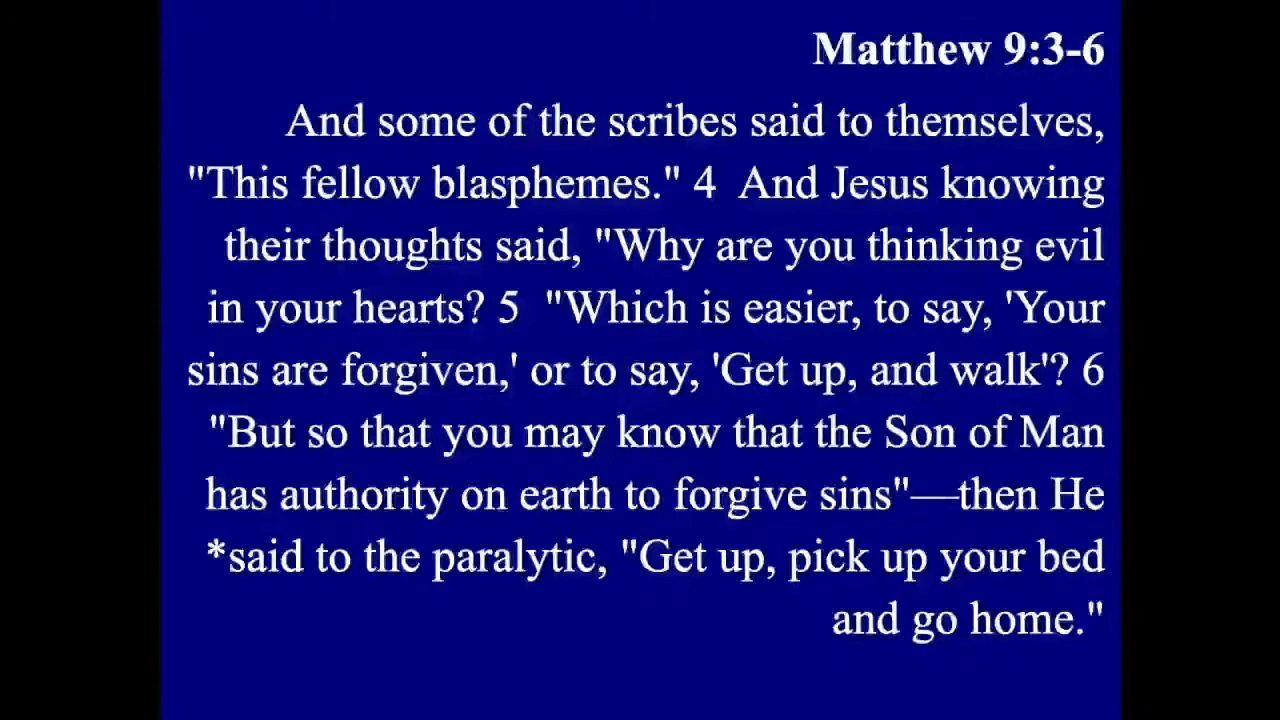 Matthew 9:3-6
And some of the scribes said to themselves,
"This fellow blasphemes." 4  And Jesus knowing
their thoughts said, "Why are you thinking evil
in your hearts? 5  "Which is easier, to say, 'Your
sins are forgiven,' or to say, 'Get up, and walk'? 6
"But so that you may know that the Son of Man
has authority on earth to forgive sins"—then He
*said to the paralytic, "Get up, pick up your bed
and go home."